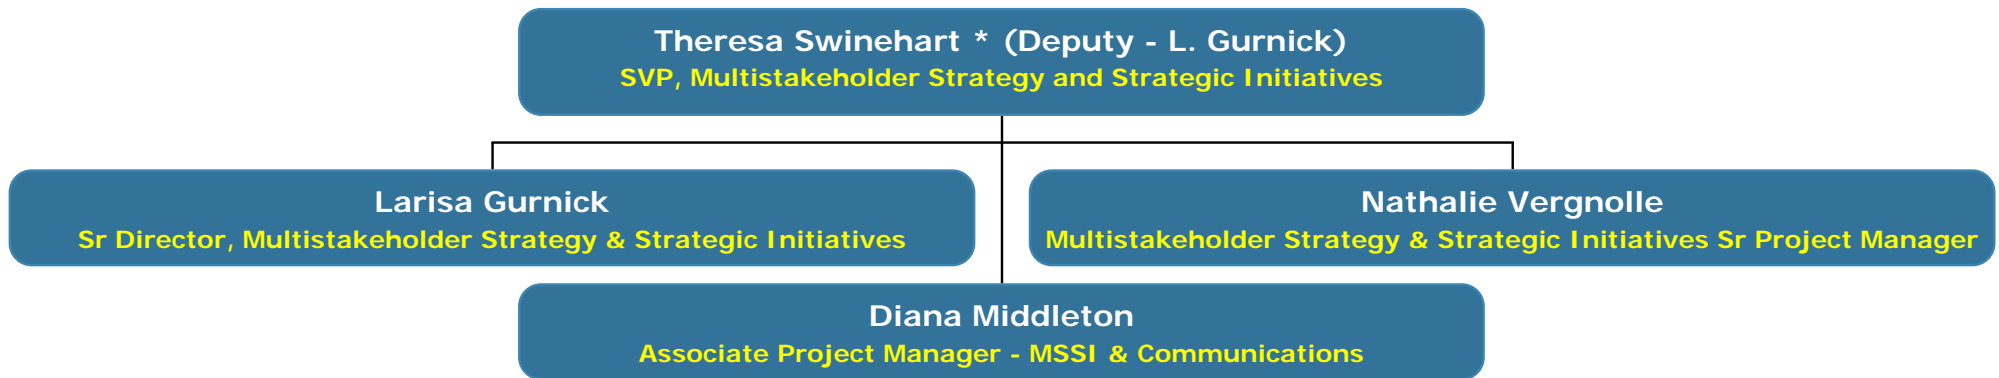 Theresa Swinehart * (Deputy - L. Gurnick)
SVP, Multistakeholder Strategy and Strategic Initiatives
Larisa Gurnick
Sr Director, Multistakeholder Strategy & Strategic Initiatives
Nathalie Vergnolle
Multistakeholder Strategy & Strategic Initiatives Sr Project Manager
Diana Middleton
Associate Project Manager - MSSI & Communications